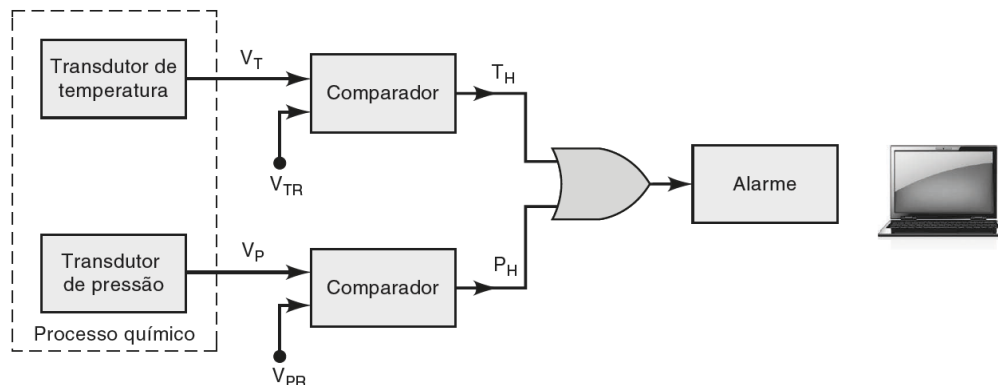 Transdutor de
temperatura
V_T
Comparador
T_H
V_TR
Alarme
Transdutor
de pressão
V_P
Comparador
P_H
Processo químico
V_PR